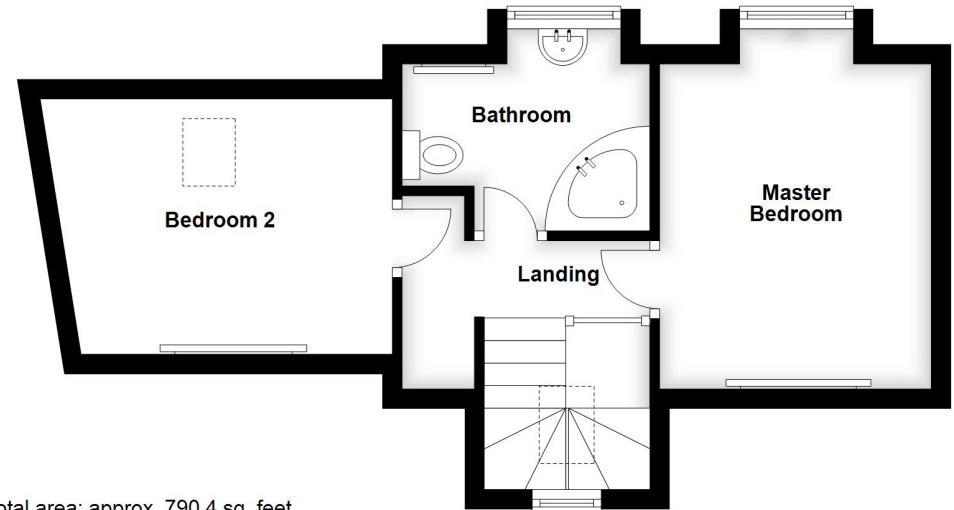 Bathroom
Master
Bedroom
Bedroom 2
Landing
otal area: approx. 790.4 sq. feet